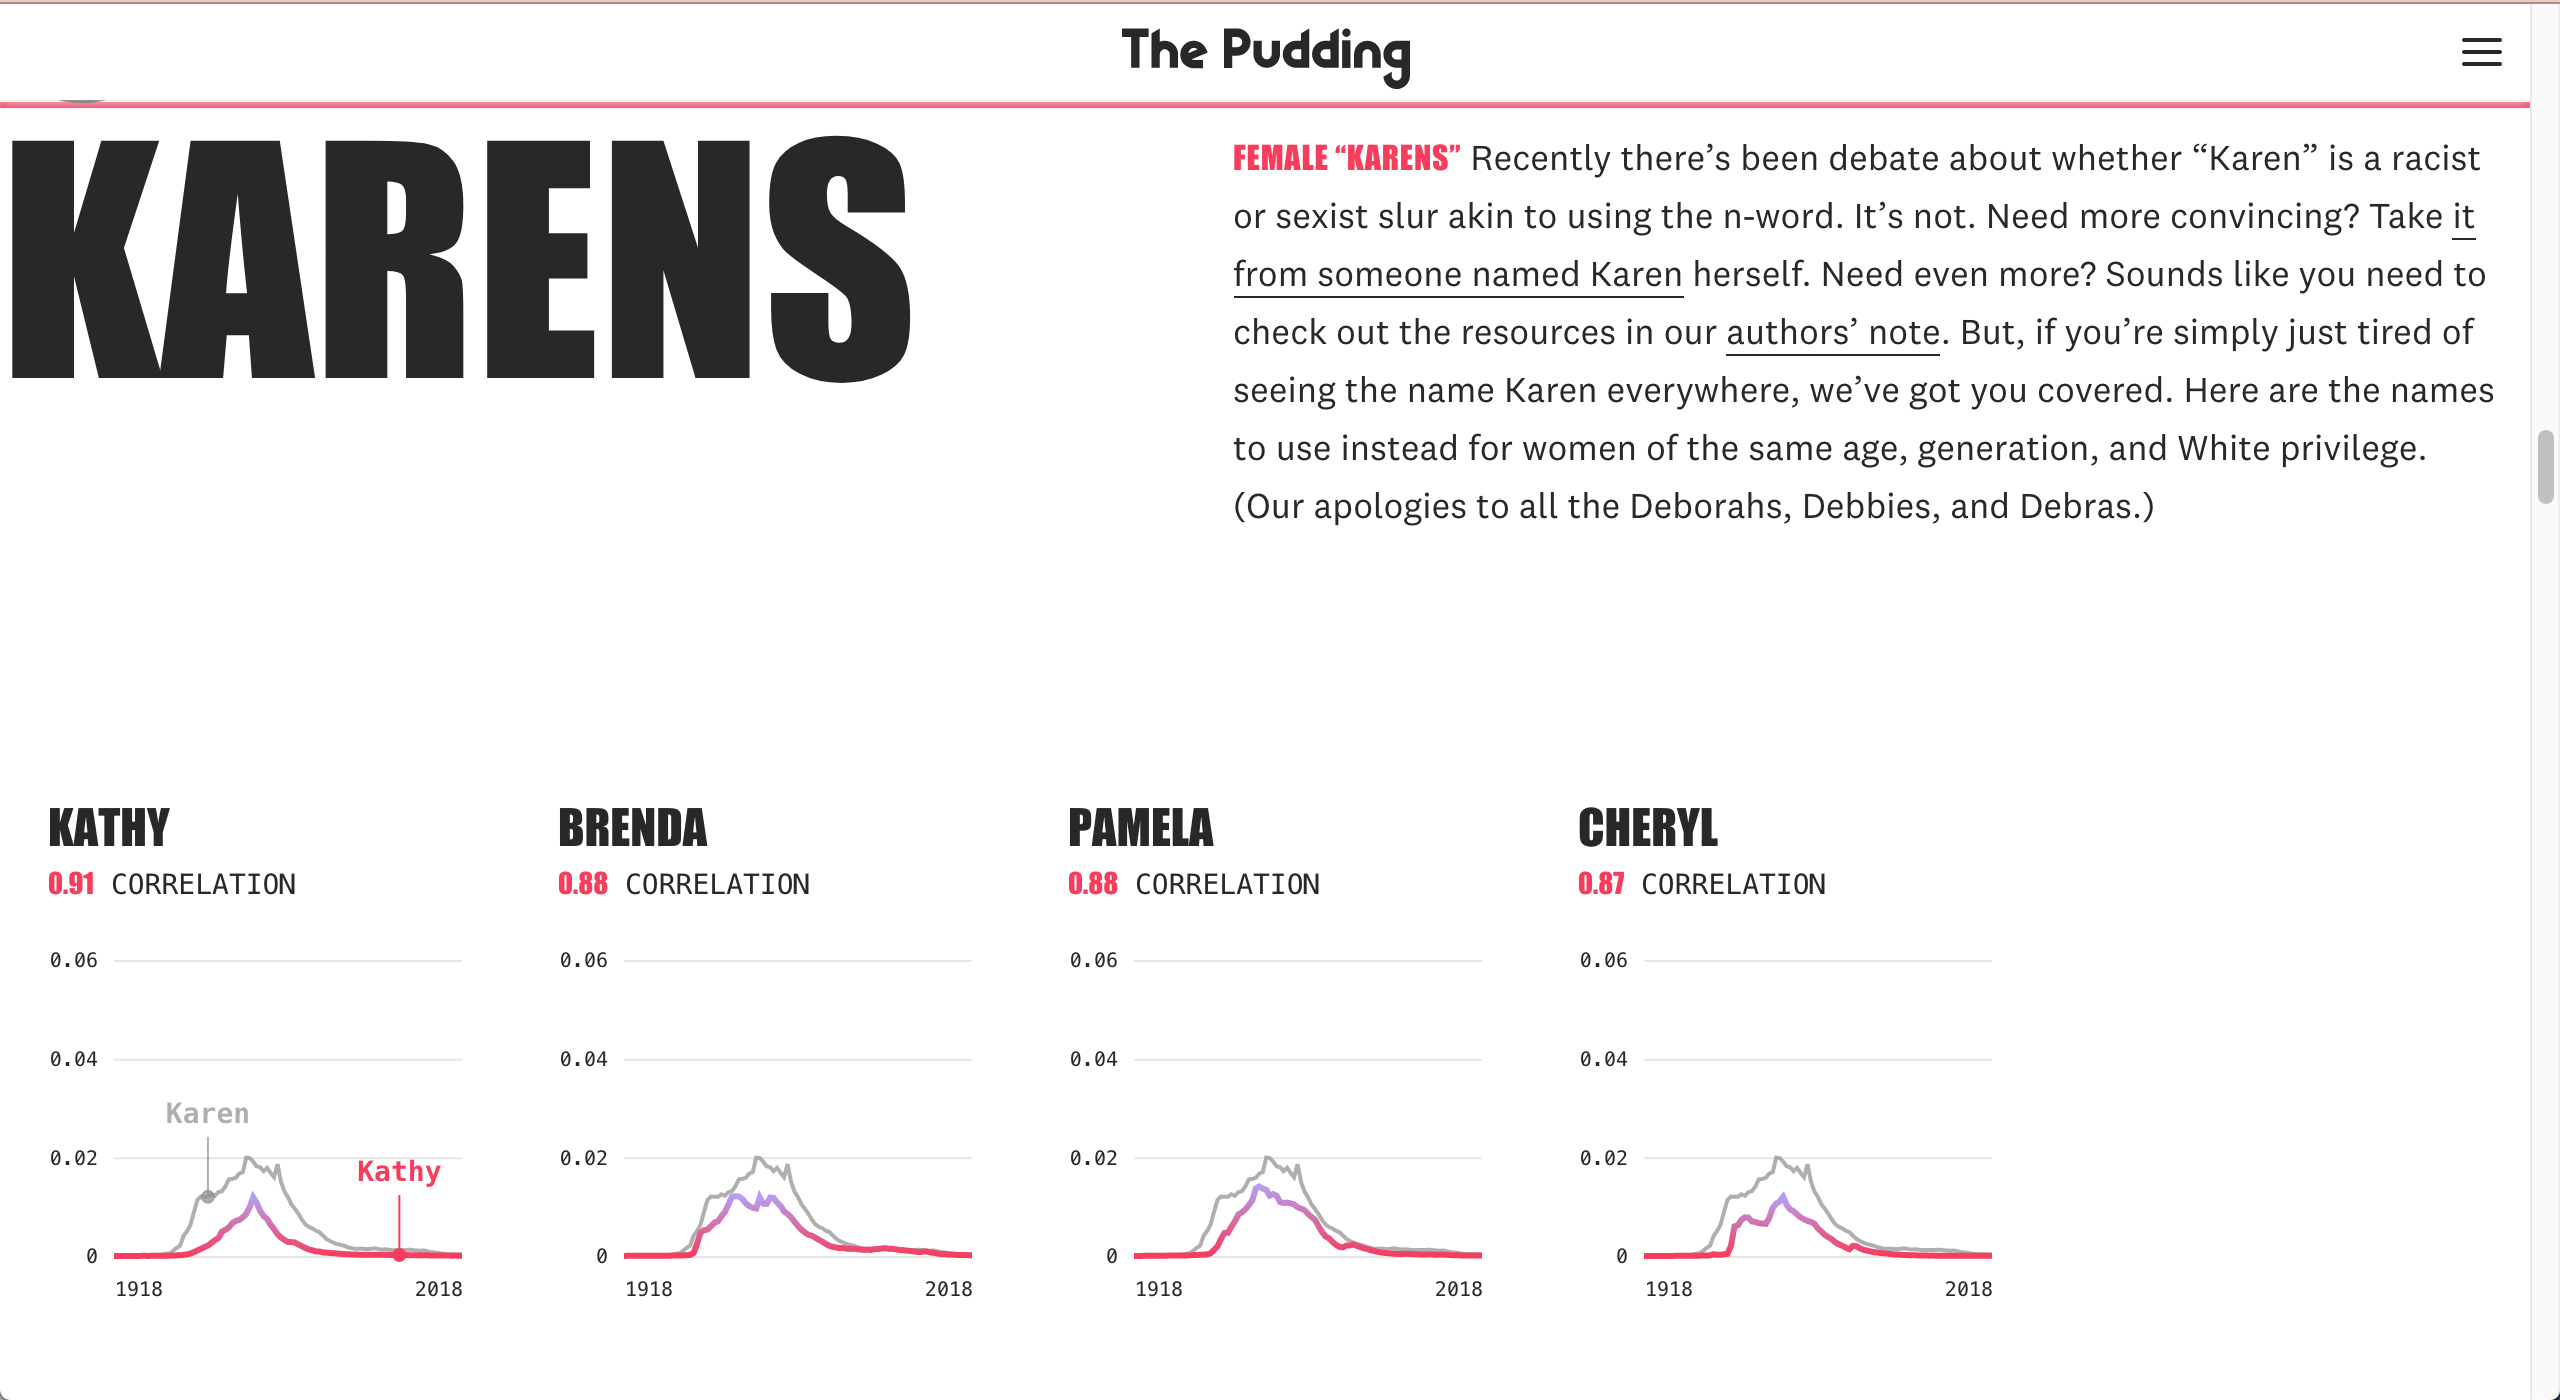 The Pudding
KARENS
FEMALE “KARENS” Recently there’s been debate about whether “Karen” is a racist
or sexist slur akin to using the n-word. It’s not. Need more convincing? Take it
from someone named Karen herself. Need even more? Sounds like you need to
check out the resources in our authors’ note. But, if you’re simply just tired of
seeing the name Karen everywhere, we’ve got you covered. Here are the names
to use instead for women of the same age, generation, and White privilege.
(Our apologies to all the Deborahs, Debbies, and Debras.)
KATHY
0.91 CORRELATION
0.06
0.04
Karen
0.02
Kathy
0
1918 2018
BRENDA
0.88 CORRELATION
0.06
0.04
0.02
0
1918 2018
PAMELA
0.88 CORRELATION
0.06
0.04
0.02
0
1918 2018
CHERYL
0.87 CORRELATION
0.06
0.04
0.02
0
1918 2018